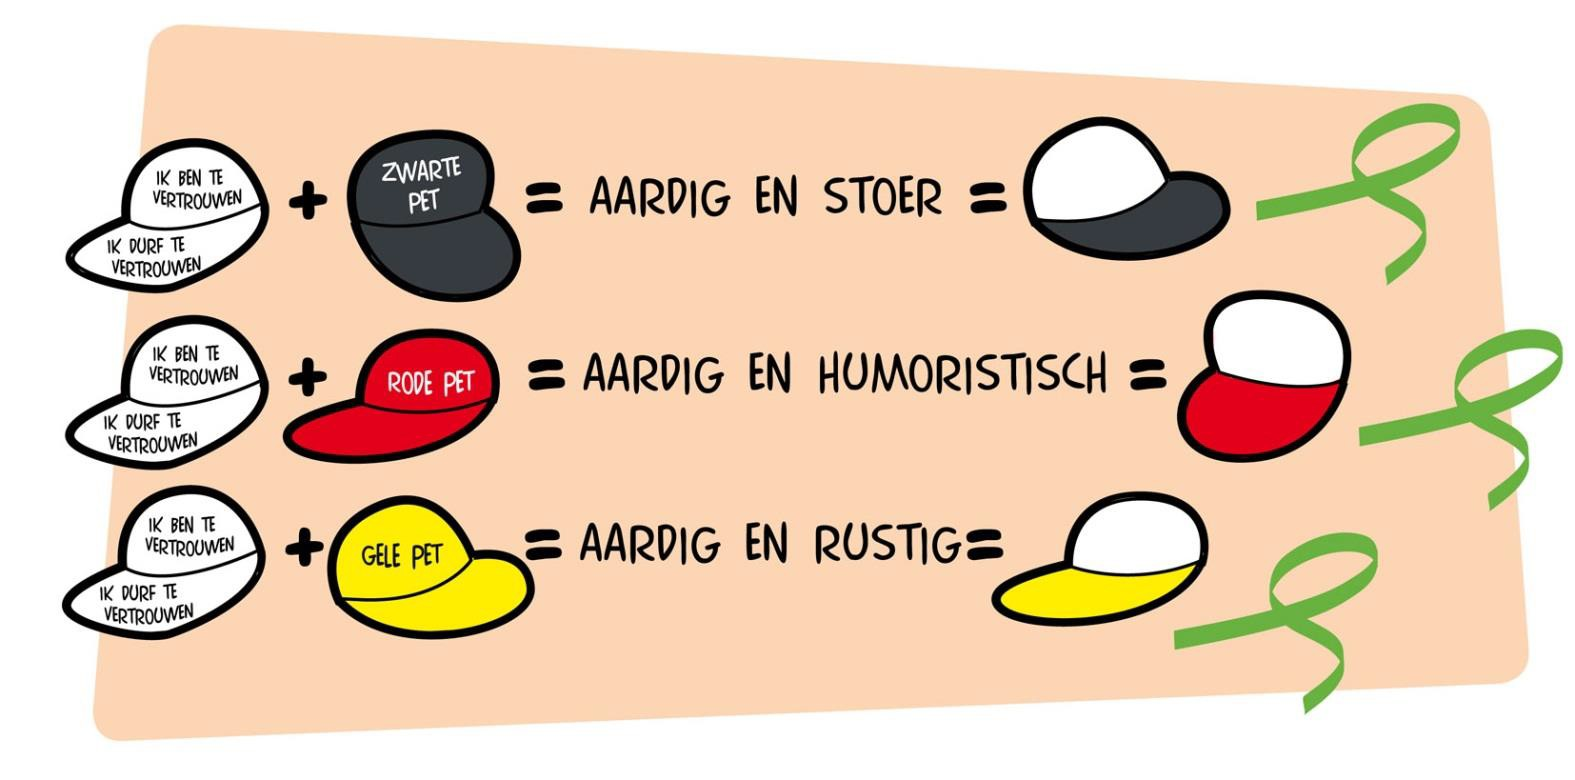 IK BEN TE
VERTROUWEN
IK DURF TE
VERTROUWEN
+
ZWARTE
PET
= AARDIG EN STOER =
IK BEN TE
VERTROUWEN
IK DURF TE
VERTROUWEN
+
RODE PET
= AARDIG EN HUMORISTISCH =
IK BEN TE
VERTROUWEN
IK DURF TE
VERTROUWEN
+
GELE PET
= AARDIG EN RUSTIG=